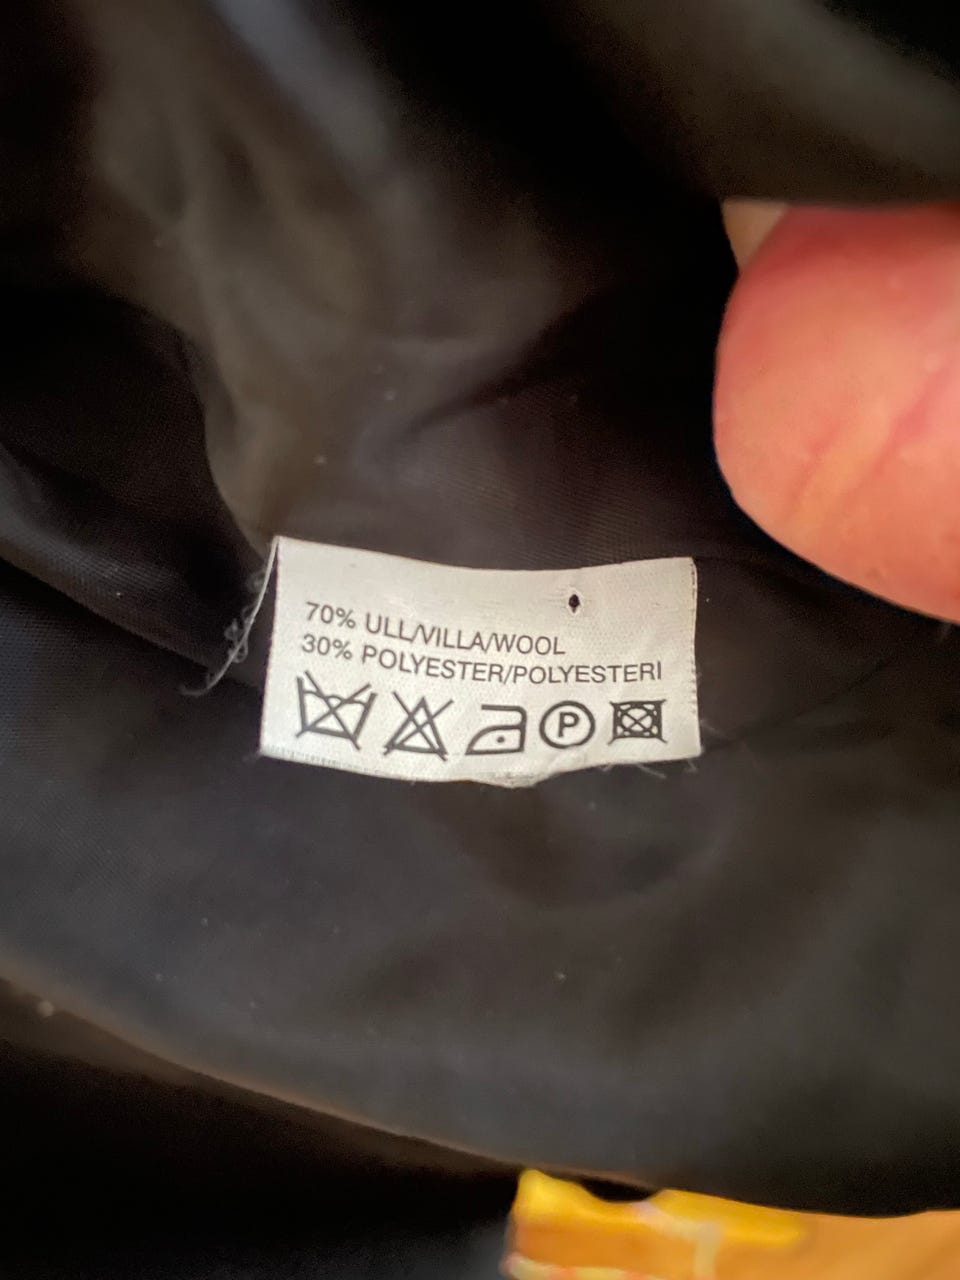 70% ULL/VILLA/WOOL
30% POLYESTER/POLYESTERI
P